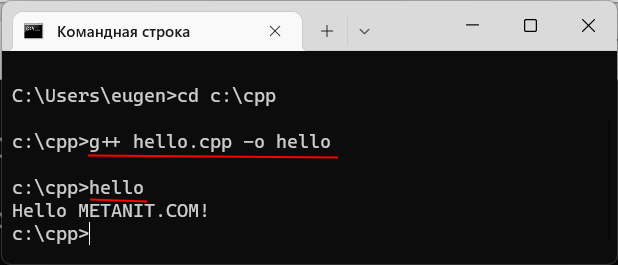 Командная строка
C:\Users\eugen>cd c:\cpp
c:\cpp>g++ hello.cpp -o hello
c:\cpp>hello
Hello METANIT.COM!
c:\cpp>